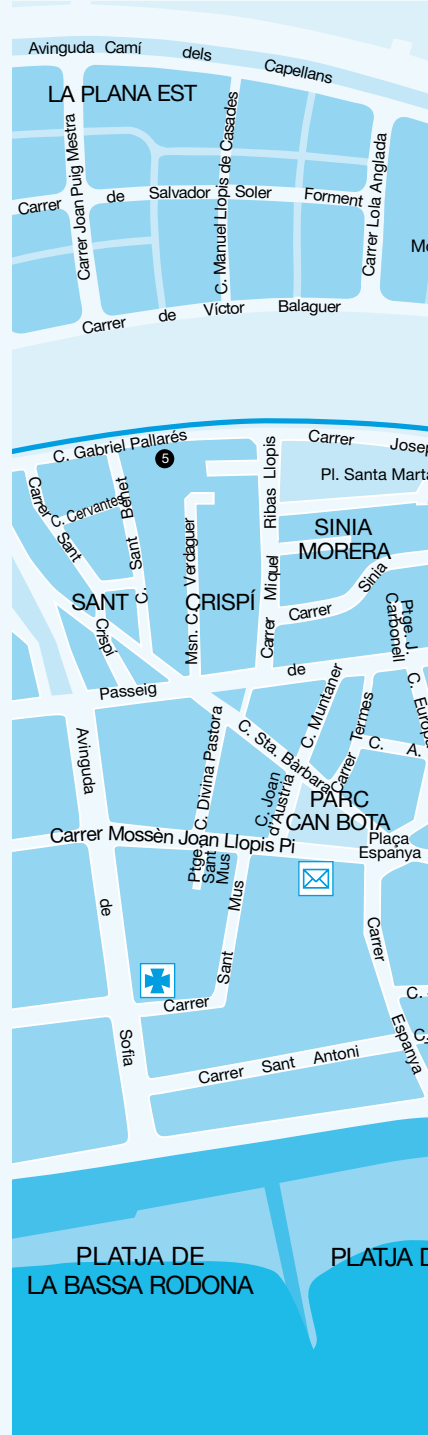 Avinguda Camí dels Capellans
LA PLANA EST
Carrer Joan Puig Mestra
C. Manuel Llopis de Casades
Carrer Lola Anglada
Carrer de Salvador Soler Forment
Carrer de Víctor Balaguer
C. Gabriel Pallarés
5
Carrer Josep
Pl. Santa Marta
Carrer Sant Crispí
C. Cervantes
C. Sant Benet
Msn. C. C. Verdaguer
Carrer Miquel Ribas Llopis
SINIA
MORERA
Carrer Sinia
SANT CRISPÍ
Ptge. J.
Carbonell
Passeig de
C. Europa
Avinguda de Sofia
C. Divina Pastora
C. Sta. Bàrbara
C. Muntaner
Carrer Termes
C. A.
C. Joan
d'Austria
PARC
CAN BOTA
Carrer Mossèn Joan Llopis Pi
Plaça
Espanya
Ptge.
Sant
Mus
Carrer Sant Mus
Carrer Espanya
C.
C.
Carrer Sant Antoni
PLATJA DE
LA BASSA RODONA
PLATJA D